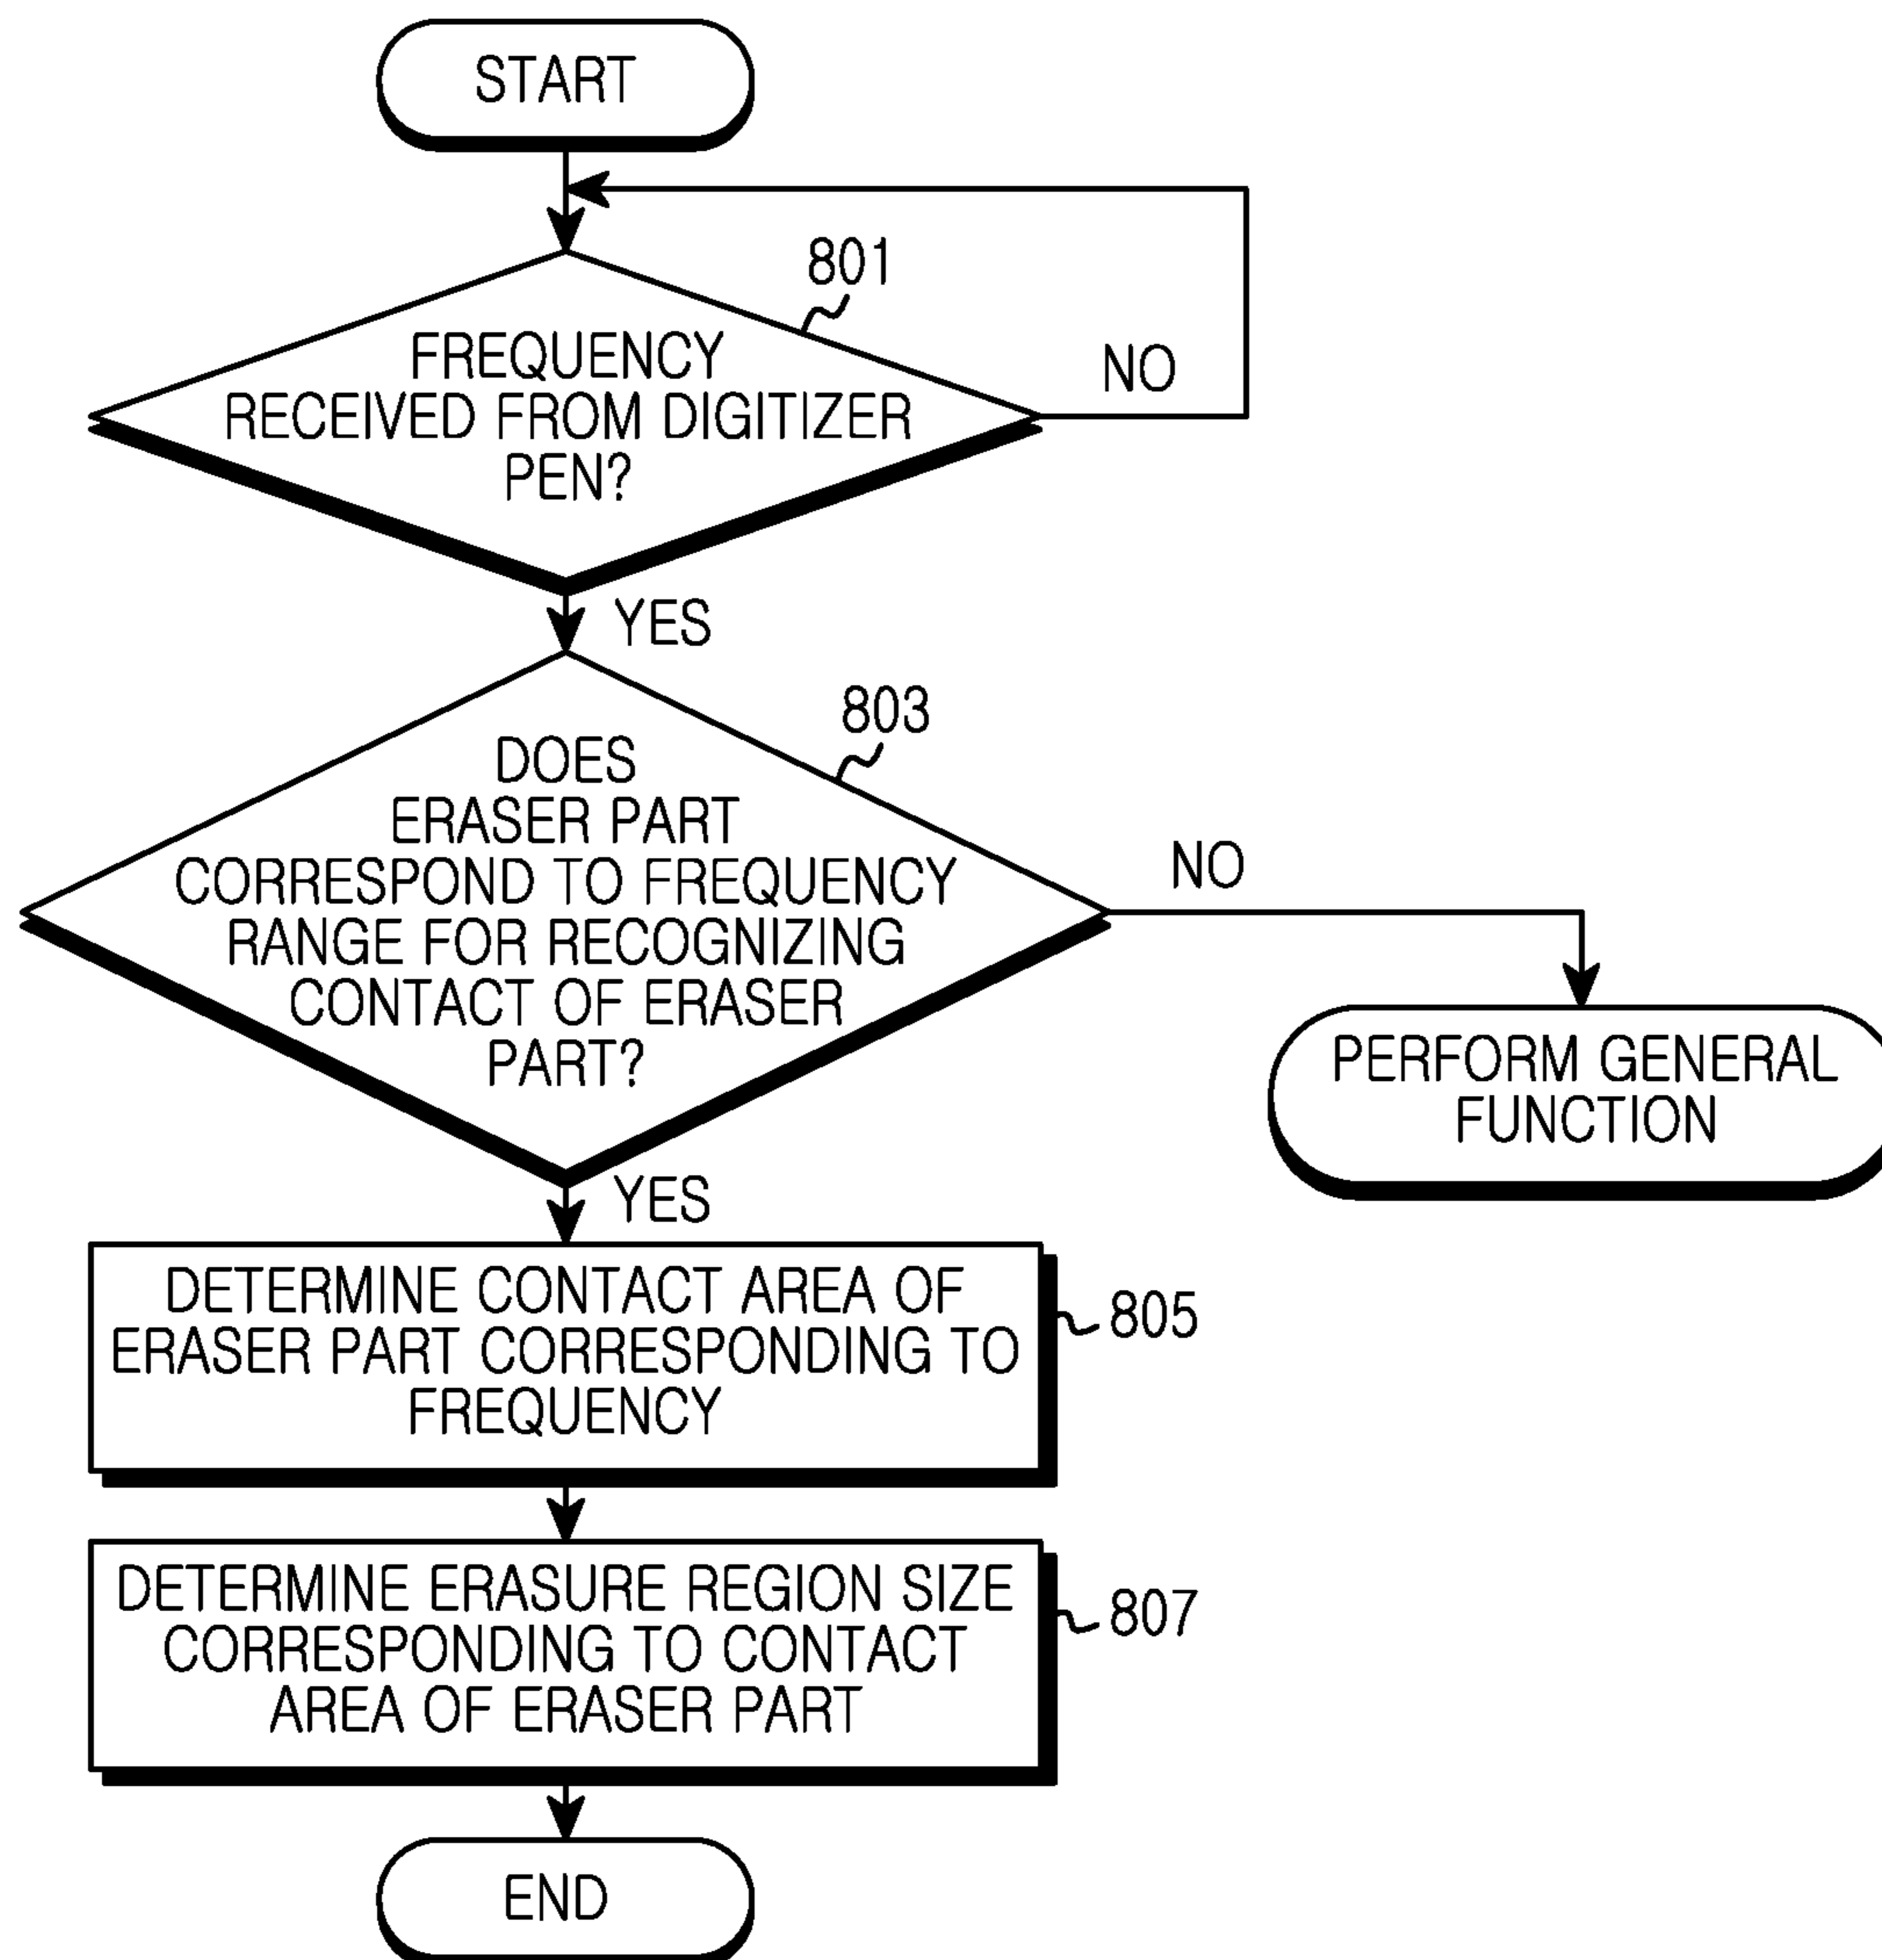 START
801
FREQUENCY
RECEIVED FROM DIGITIZER
PEN?
NO
YES
803
DOES
ERASER PART
CORRESPOND TO FREQUENCY
RANGE FOR RECOGNIZING
CONTACT OF ERASER
PART?
NO
PERFORM GENERAL
FUNCTION
YES
DETERMINE CONTACT AREA OF
ERASER PART CORRESPONDING TO
FREQUENCY
805
DETERMINE ERASURE REGION SIZE
CORRESPONDING TO CONTACT
AREA OF ERASER PART
807
END